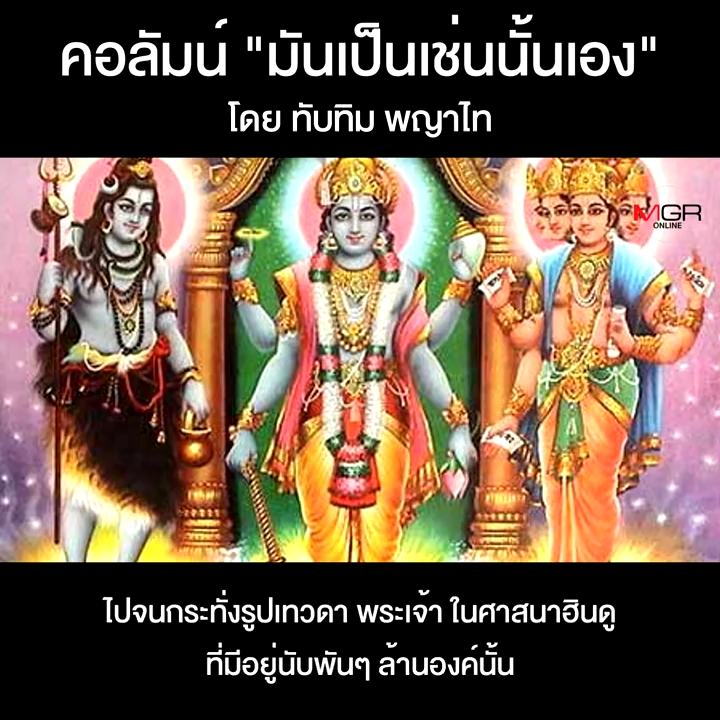 คอลัมน์ "มันเป็นเช่นนั้นเอง"
โดย ทับทิม พญาไท
MGR
ONLINE
ไปจนกระทั่งรูปเทวดา พระเจ้า ในศาสนาฮินดู
ที่มีอยู่นับพันๆ ล้านองค์นั้น